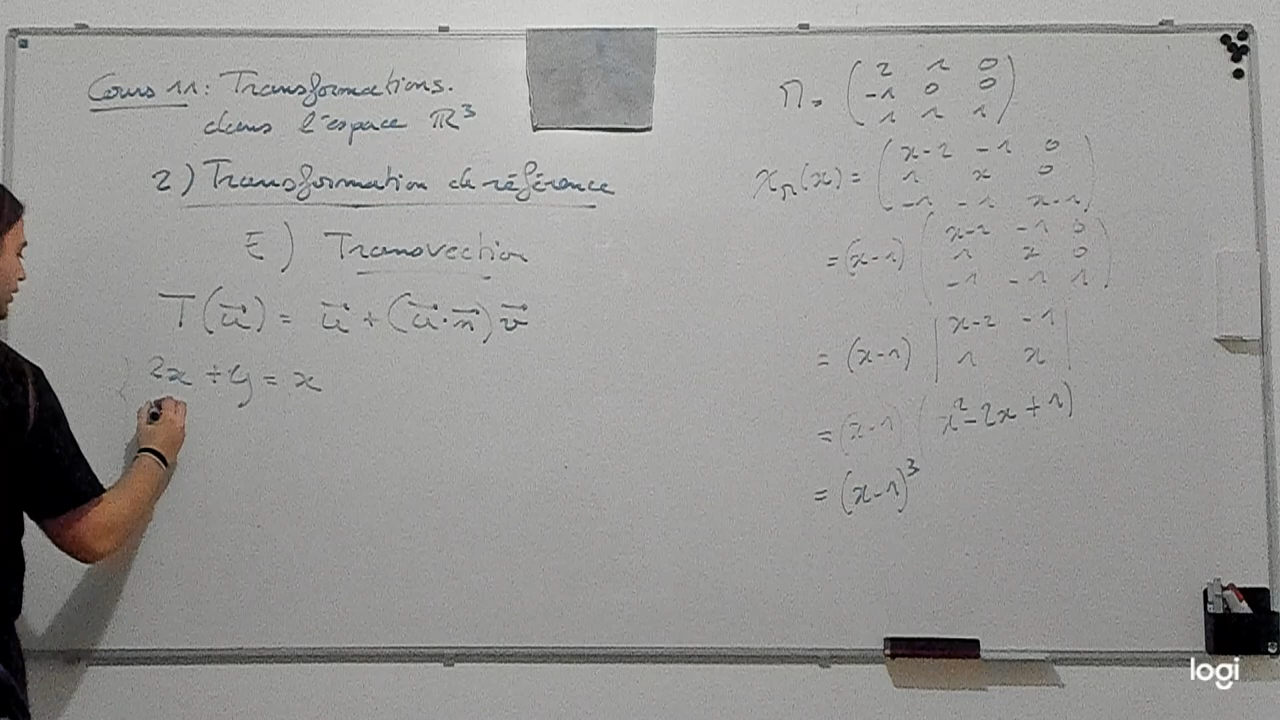 Cours 11: Transformations.
dans l'espace ℝ³
2) Transformation de référence
E) Transvection
T(u⃗) = u⃗ + (u⃗·n⃗)v⃗
{ 2x + y = x
M = ( 2 1 0
-1 0 0
1 1 1 )
χ_M(x) = ( x-2 -1 0
1 x 0
-1 -1 x-1 )
= (x-1) ( x-2 -1 0
1 x 0
-1 -1 1 )
= (x-1) | x-2 -1
1 x |
= (x-1) (x²-2x+1)
= (x-1)³
logi